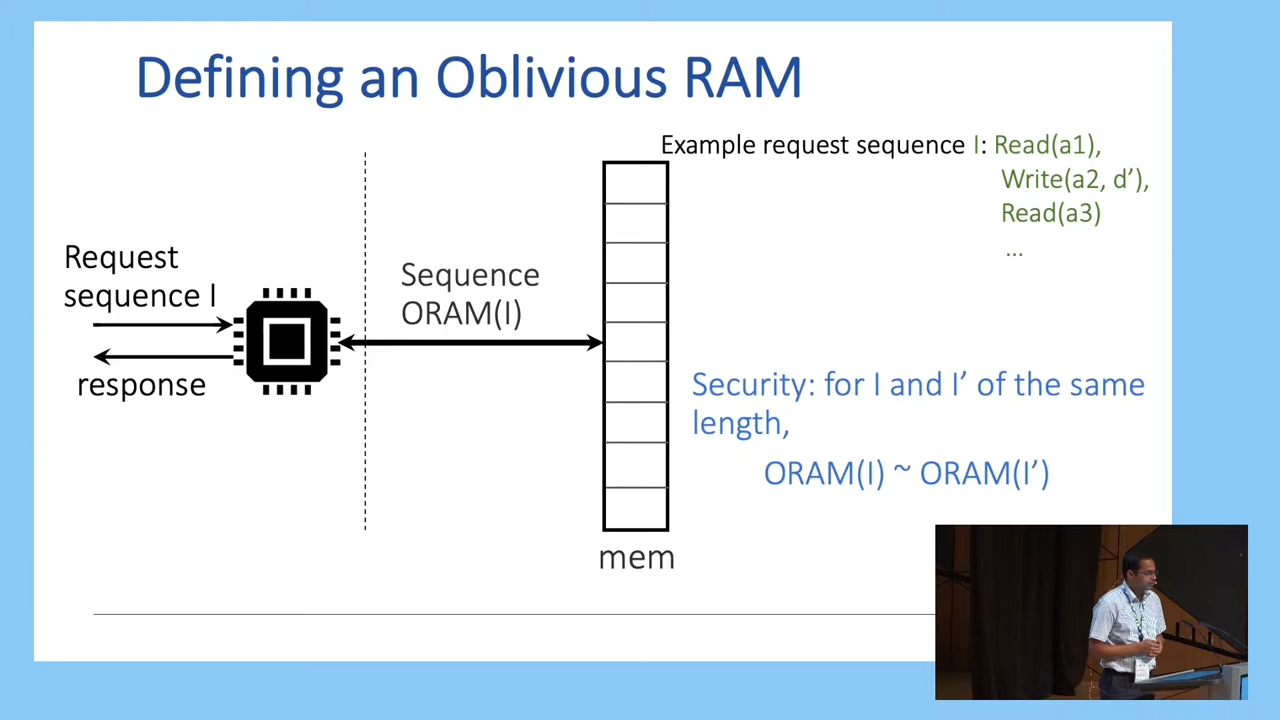 Defining an Oblivious RAM
Example request sequence I: Read(a1),
Write(a2, d’),
Read(a3)
...
Request
sequence I
response
Sequence
ORAM(I)
mem
Security: for I and I’ of the same
length,
ORAM(I) ~ ORAM(I’)